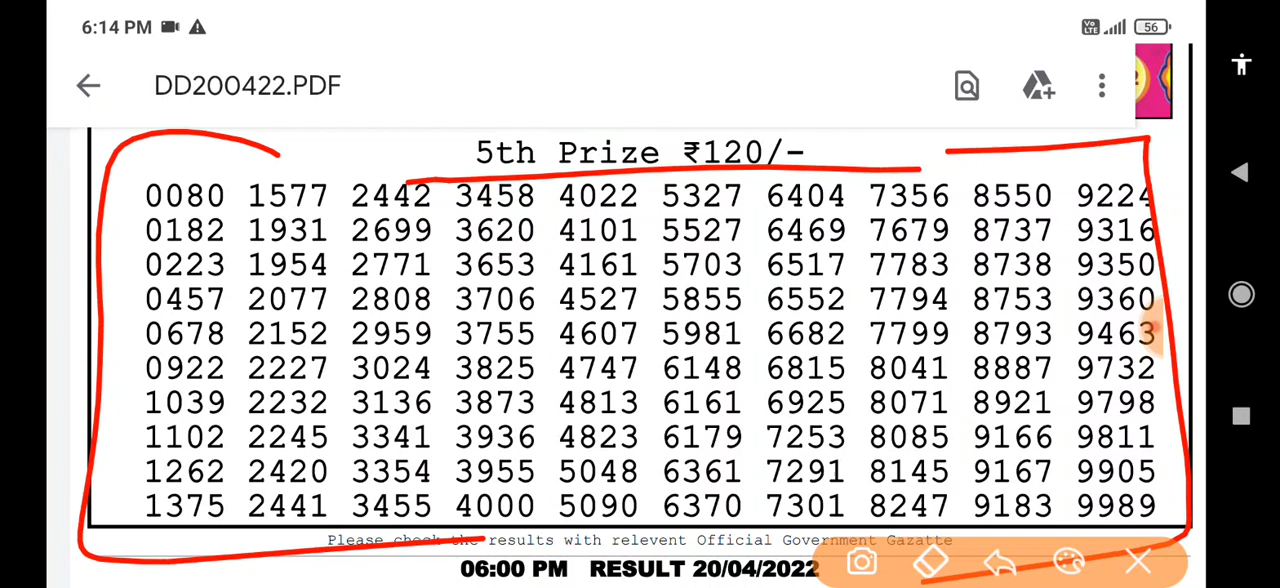 6:14 PM
Vo LTE 56
DD200422.PDF
5th Prize ₹120/-
0080 1577 2442 3458 4022 5327 6404 7356 8550 9224
0182 1931 2699 3620 4101 5527 6469 7679 8737 9316
0223 1954 2771 3653 4161 5703 6517 7783 8738 9350
0457 2077 2808 3706 4527 5855 6552 7794 8753 9360
0678 2152 2959 3755 4607 5981 6682 7799 8793 9463
0922 2227 3024 3825 4747 6148 6815 8041 8887 9732
1039 2232 3136 3873 4813 6161 6925 8071 8921 9798
1102 2245 3341 3936 4823 6179 7253 8085 9166 9811
1262 2420 3354 3955 5048 6361 7291 8145 9167 9905
1375 2441 3455 4000 5090 6370 7301 8247 9183 9989
Please check the results with relevent Official Government Gazatte
06:00 PM RESULT 20/04/2022